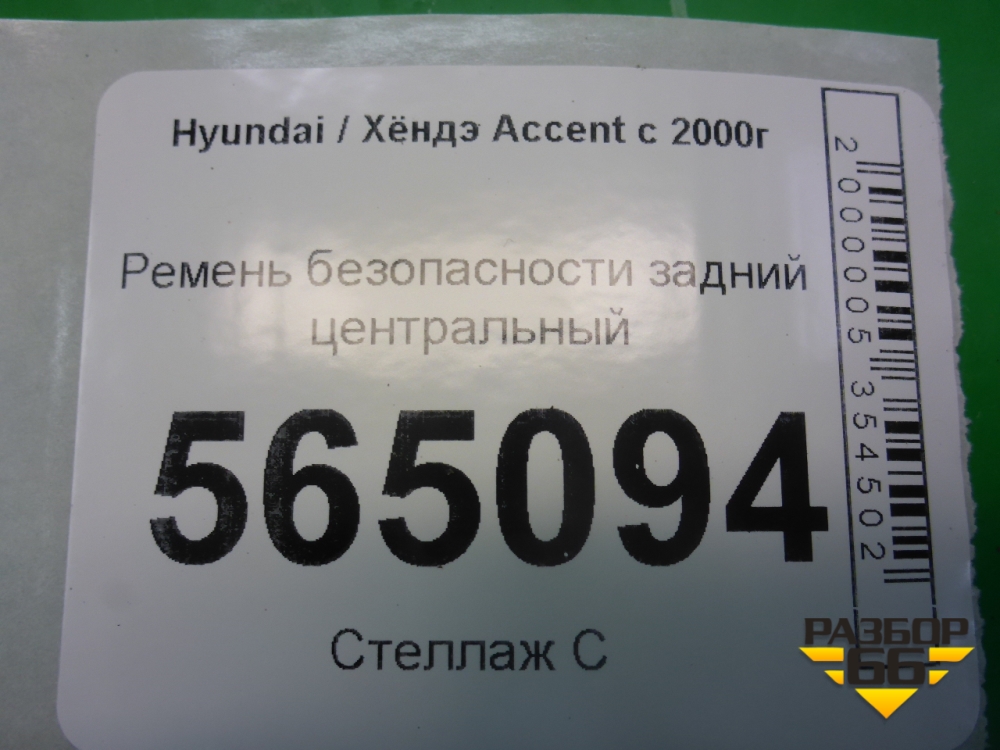 Hyundai / Хёндэ Accent с 2000г
Ремень безопасности задний
центральный
565094
Стеллаж С
2000005354502
РАЗБОР
66